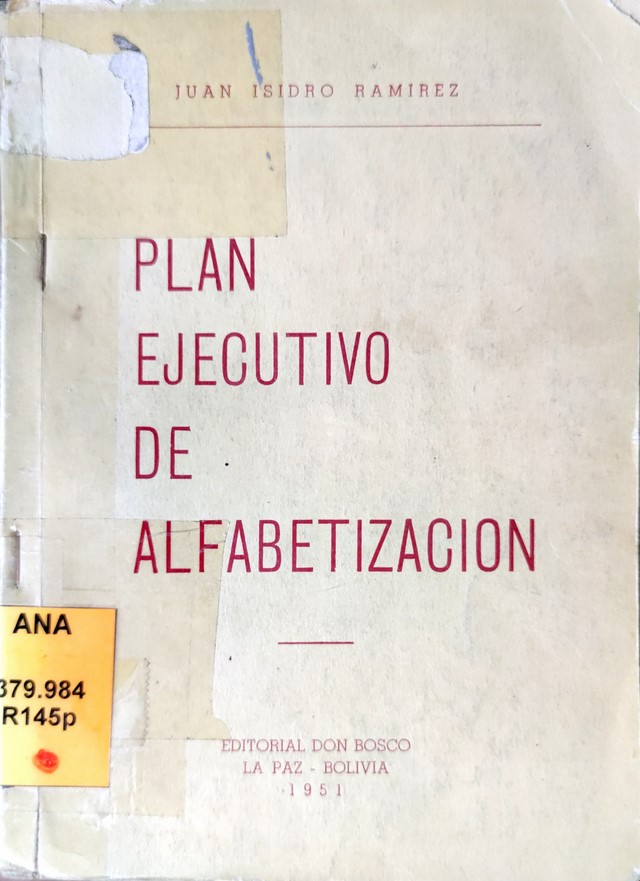 JUAN ISIDRO RAMIREZ
PLAN
EJECUTIVO
DE
ALFABETIZACION
ANA
379.984
R145p
EDITORIAL DON BOSCO
LA PAZ - BOLIVIA
1951